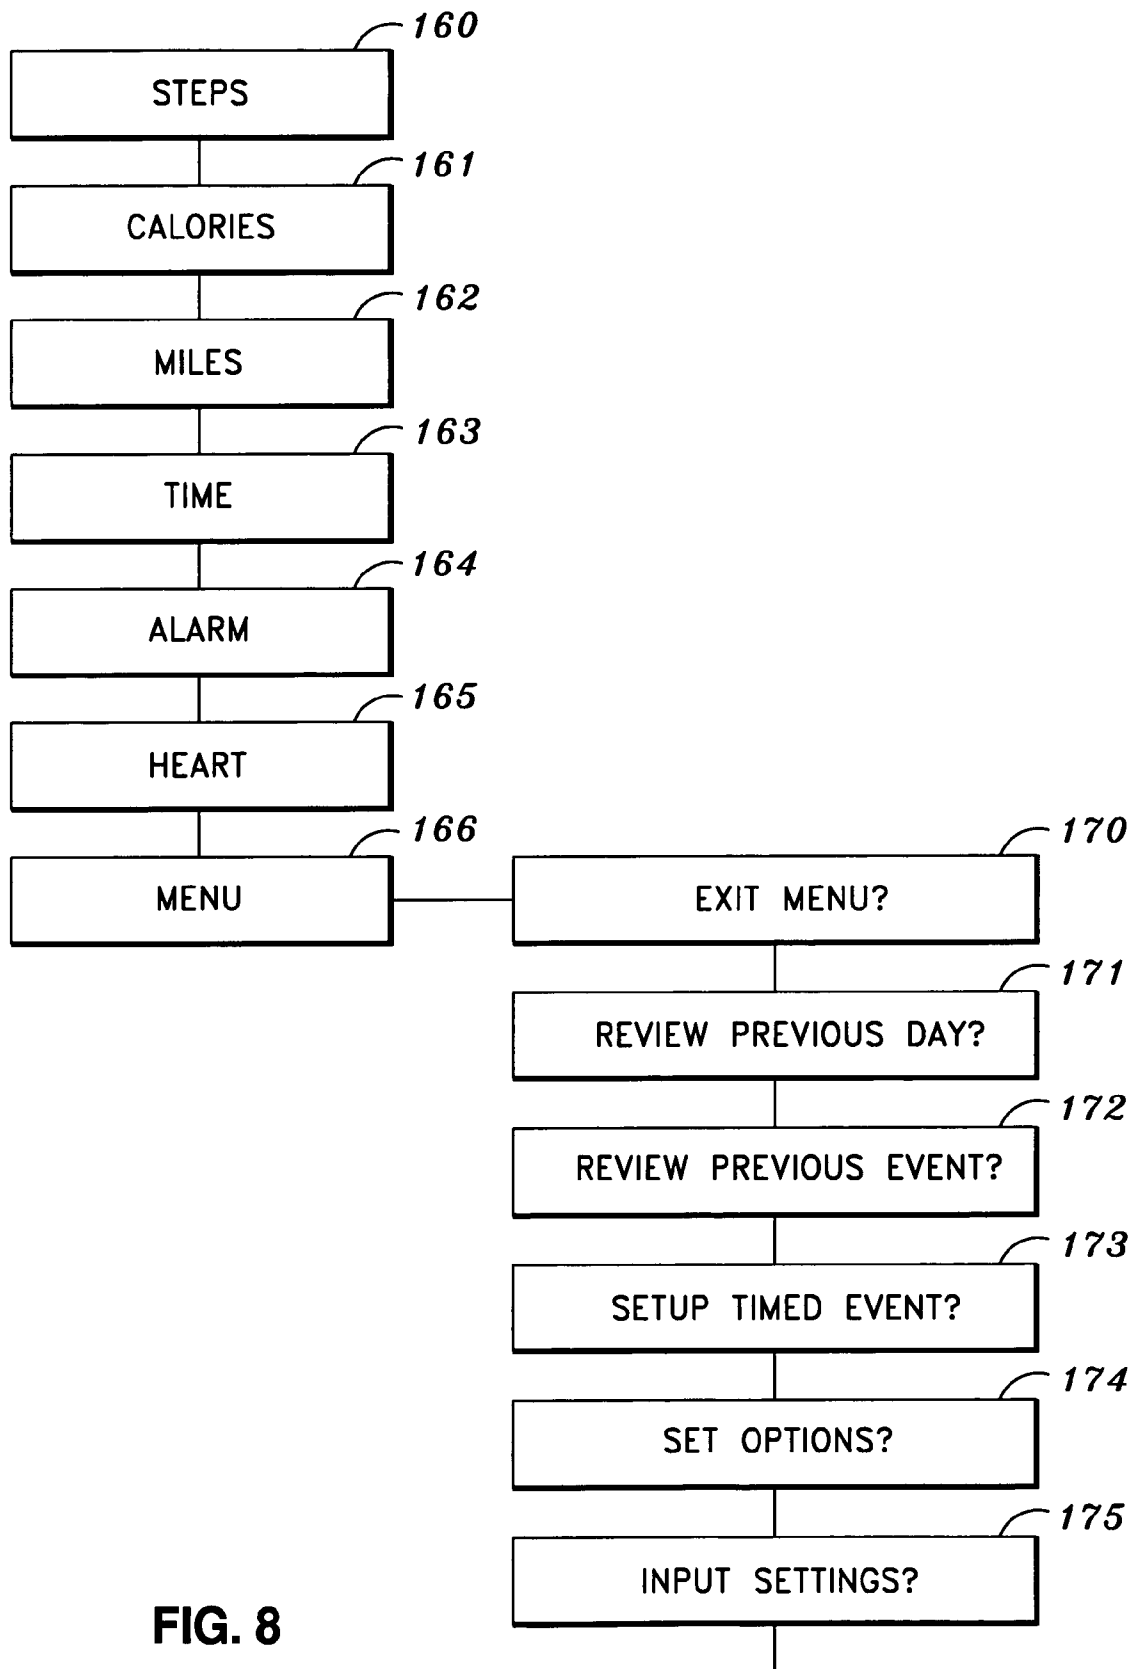 160
STEPS
161
CALORIES
162
MILES
163
TIME
164
ALARM
165
HEART
166
MENU
170
EXIT MENU?
171
REVIEW PREVIOUS DAY?
172
REVIEW PREVIOUS EVENT?
173
SETUP TIMED EVENT?
174
SET OPTIONS?
175
INPUT SETTINGS?
FIG. 8